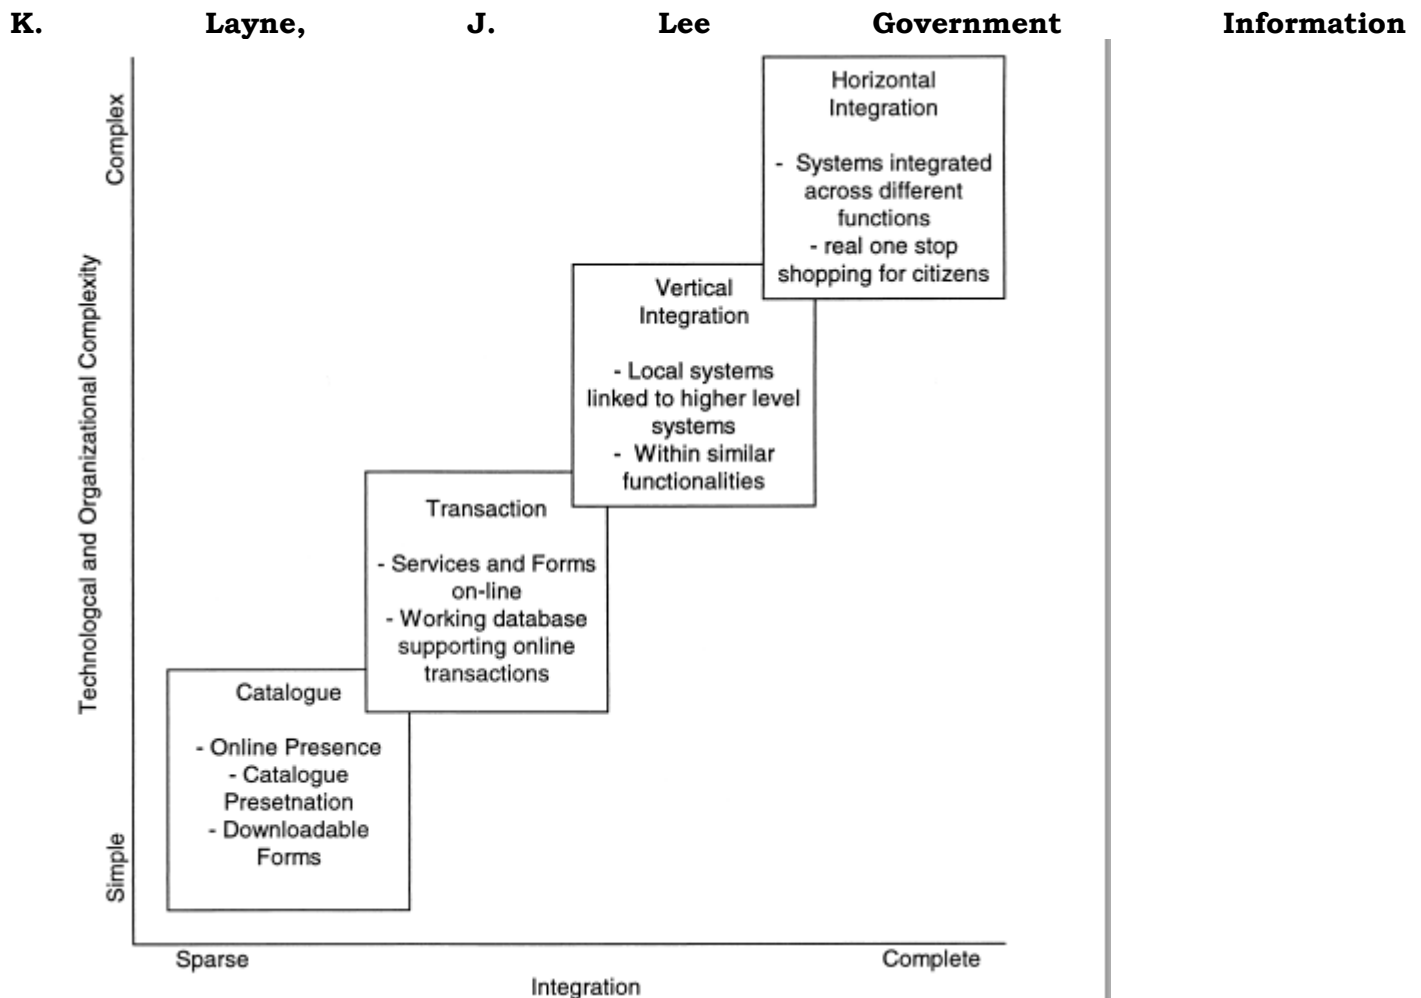 K. Layne, J. Lee Government Information
Complex
Technologcal and Organizational Complexity
Simple
Horizontal
Integration
- Systems integrated
across different
functions
- real one stop
shopping for citizens
Vertical
Integration
- Local systems
linked to higher level
systems
- Within similar
functionalities
Transaction
- Services and Forms
on-line
- Working database
supporting online
transactions
Catalogue
- Online Presence
- Catalogue
Presetnation
- Downloadable
Forms
Sparse
Complete
Integration